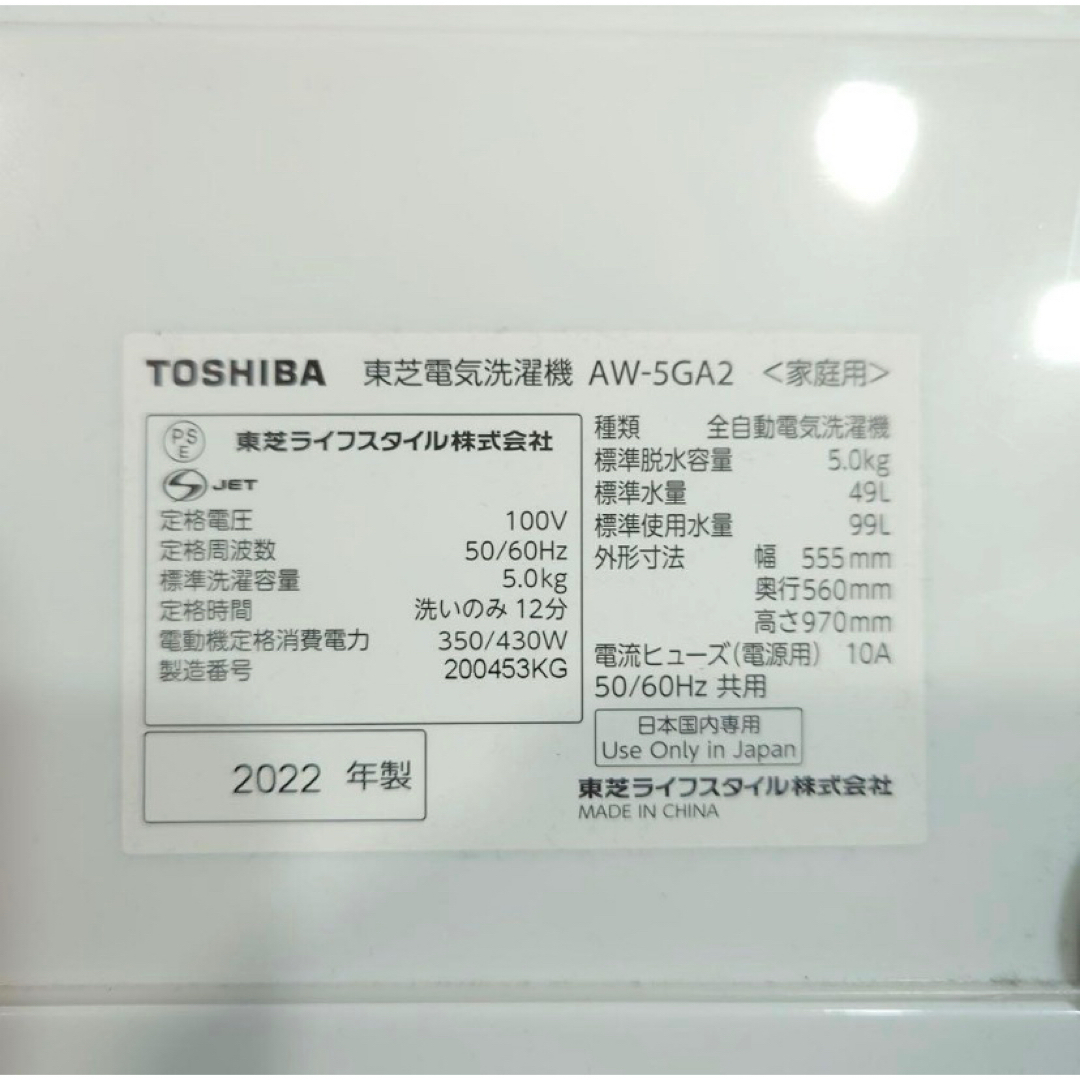 TOSHIBA 東芝電気洗濯機 AW-5GA2 <家庭用>
PS
E
東芝ライフスタイル株式会社
S JET
定格電圧 100V
定格周波数 50/60Hz
標準洗濯容量 5.0kg
定格時間 洗いのみ 12分
電動機定格消費電力 350/430W
製造番号 200453KG
2022 年製
種類 全自動電気洗濯機
標準脱水容量 5.0kg
標準水量 49L
標準使用水量 99L
外形寸法 幅 555mm
奥行560mm
高さ970mm
電流ヒューズ(電源用) 10A
50/60Hz 共用
日本国内専用
Use Only in Japan
東芝ライフスタイル株式会社
MADE IN CHINA